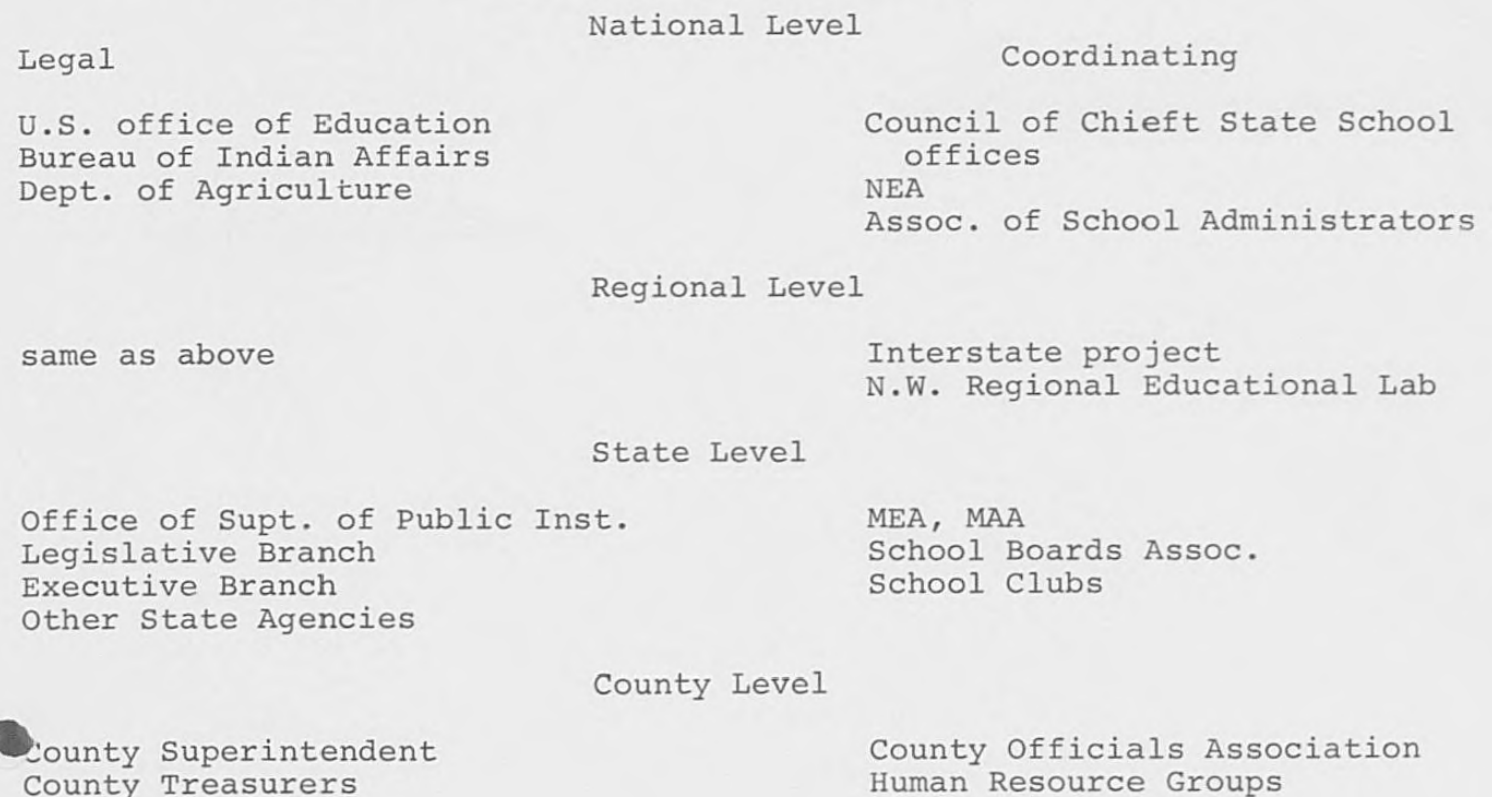 National Level
Legal Coordinating
U.S. office of Education
Bureau of Indian Affairs
Dept. of Agriculture
Council of Chieft State School
offices
NEA
Assoc. of School Administrators
Regional Level
same as above
Interstate project
N.W. Regional Educational Lab
State Level
Office of Supt. of Public Inst.
Legislative Branch
Executive Branch
Other State Agencies
MEA, MAA
School Boards Assoc.
School Clubs
County Level
County Superintendent
County Treasurers
County Officials Association
Human Resource Groups